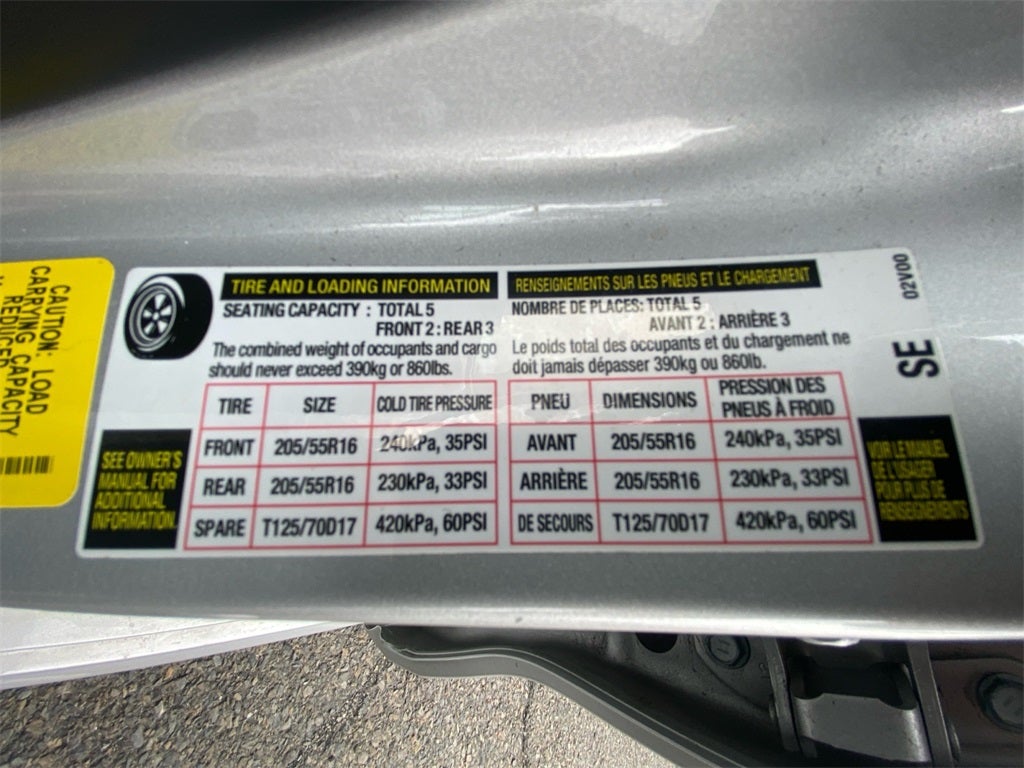 CAUTION: LOAD
CARRYING CAPACITY
REDUCED
TIRE AND LOADING INFORMATION
SEATING CAPACITY : TOTAL 5
FRONT 2 : REAR 3
The combined weight of occupants and cargo
should never exceed 390kg or 860lbs.
TIRE SIZE COLD TIRE PRESSURE
FRONT 205/55R16 240kPa, 35PSI
REAR 205/55R16 230kPa, 33PSI
SPARE T125/70D17 420kPa, 60PSI
SEE OWNER'S
MANUAL FOR
ADDITIONAL
INFORMATION.
RENSEIGNEMENTS SUR LES PNEUS ET LE CHARGEMENT
NOMBRE DE PLACES: TOTAL 5
AVANT 2 : ARRIÈRE 3
Le poids total des occupants et du chargement ne
doit jamais dépasser 390kg ou 860lb.
PNEU DIMENSIONS PRESSION DES
PNEUS À FROID
AVANT 205/55R16 240kPa, 35PSI
ARRIÈRE 205/55R16 230kPa, 33PSI
DE SECOURS T125/70D17 420kPa, 60PSI
VOIR LE MANUEL
DE L'USAGER
POUR PLUS DE
RENSEIGNEMENTS
02V00
SE